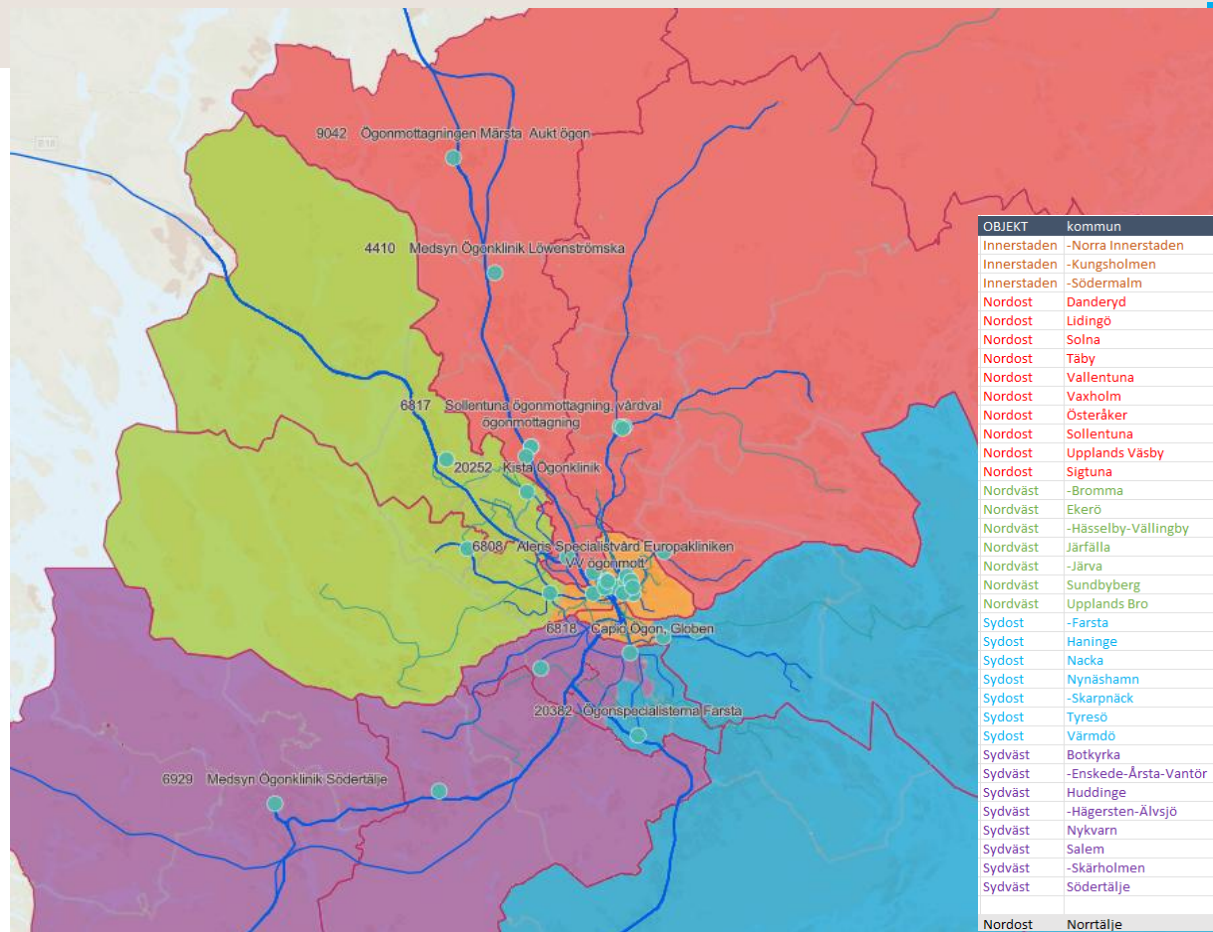 E18
9042 Ögonmottagningen Märsta Aukt ögon
4410 Medsyn Ögonklinik Löwenströmska
6817 Sollentuna ögonmottagning, vårdval
ögonmottagning
20252 Kista Ögonklinik
6808 Aleris Specialistvård Europakliniken
VV ögonmott
6818 Capio Ögon, Globen
20382 Ögonspecialisterna Farsta
6929 Medsyn Ögonklinik Södertälje
OBJEKT kommun
Innerstaden -Norra Innerstaden
Innerstaden -Kungsholmen
Innerstaden -Södermalm
Nordost Danderyd
Nordost Lidingö
Nordost Solna
Nordost Täby
Nordost Vallentuna
Nordost Vaxholm
Nordost Österåker
Nordost Sollentuna
Nordost Upplands Väsby
Nordost Sigtuna
Nordväst -Bromma
Nordväst Ekerö
Nordväst -Hässelby-Vällingby
Nordväst Järfälla
Nordväst -Järva
Nordväst Sundbyberg
Nordväst Upplands Bro
Sydost -Farsta
Sydost Haninge
Sydost Nacka
Sydost Nynäshamn
Sydost -Skarpnäck
Sydost Tyresö
Sydost Värmdö
Sydväst Botkyrka
Sydväst -Enskede-Årsta-Vantör
Sydväst Huddinge
Sydväst -Hägersten-Älvsjö
Sydväst Nykvarn
Sydväst Salem
Sydväst -Skärholmen
Sydväst Södertälje
Nordost Norrtälje